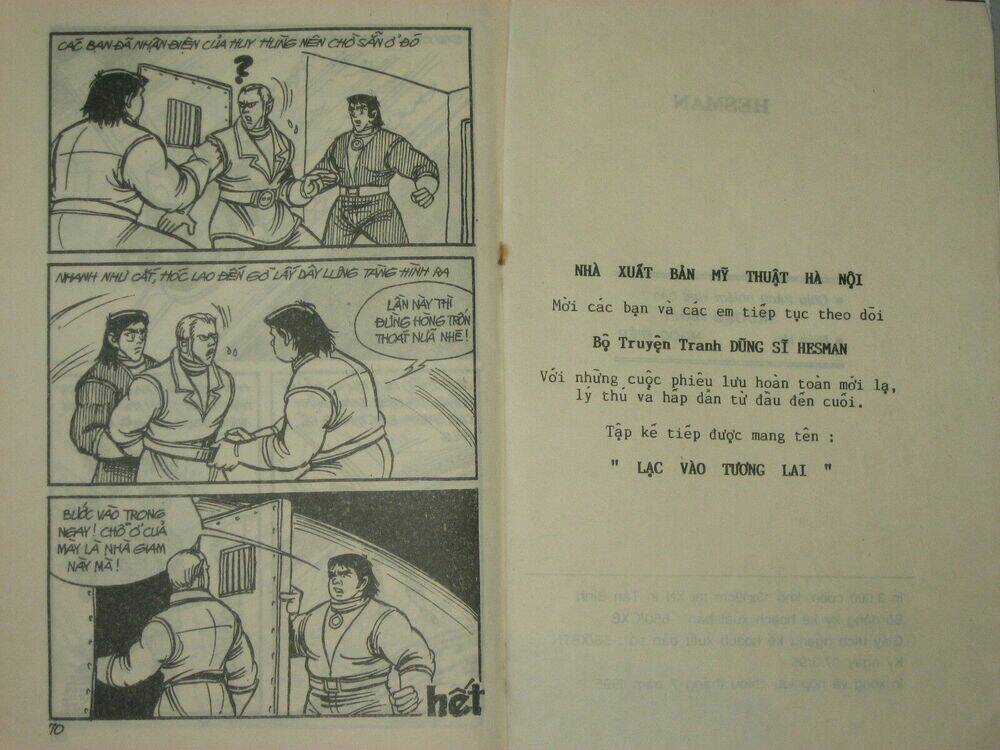 CÁC BẠN ĐÃ NHẬN ĐIỆN CỦA HUY HÙNG NÊN CHỜ SẴN Ở ĐÓ
?
NHANH NHƯ CẮT, HÓC LAO ĐẾN GỠ LẤY DÂY LƯNG TÀNG HÌNH RA
LẦN NÀY THÌ
ĐỪNG HÒNG TRỐN
THOÁT NỮA NHÉ!
BƯỚC VÀO TRONG
NGAY! CHỖ Ở CUẢ
MÀY LÀ NHÀ GIAM
NÀY MÀ!
hết
70
HESMAN
NHÀ XUẤT BẢN MỸ THUẬT HÀ NỘI
Mời các bạn và các em tiếp tục theo dõi
Bộ Truyện Tranh DŨNG SĨ HESMAN
Với những cuộc phiêu lưu hoàn toàn mới lạ,
lý thú và hấp dẫn từ đầu đến cuối.
Tập kế tiếp được mang tên :
" LẠC VÀO TƯƠNG LAI "